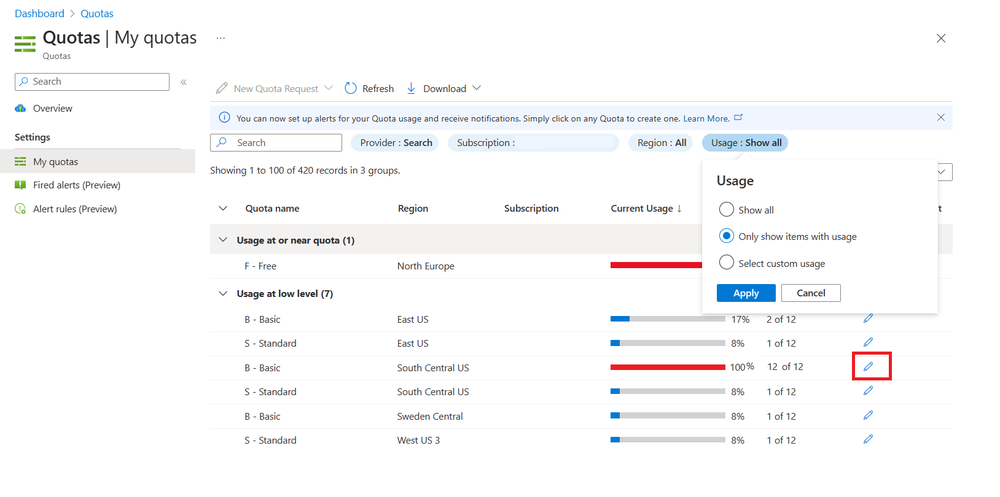 Dashboard > Quotas
Quotas | My quotas ...
Quotas
Search «
Overview
Settings
My quotas
Fired alerts (Preview)
Alert rules (Preview)
New Quota Request Refresh Download
You can now set up alerts for your Quota usage and receive notifications. Simply click on any Quota to create one. Learn More.
Search Provider : Search Subscription : Region : All Usage : Show all
Showing 1 to 100 of 420 records in 3 groups.
Quota name Region Subscription Current Usage ↓ t
Usage at or near quota (1)
F - Free North Europe
Usage at low level (7)
B - Basic East US 17% 2 of 12
S - Standard East US 8% 1 of 12
B - Basic South Central US 100% 12 of 12
S - Standard South Central US 8% 1 of 12
B - Basic Sweden Central 8% 1 of 12
S - Standard West US 3 8% 1 of 12
Usage
Show all
Only show items with usage
Select custom usage
Apply Cancel